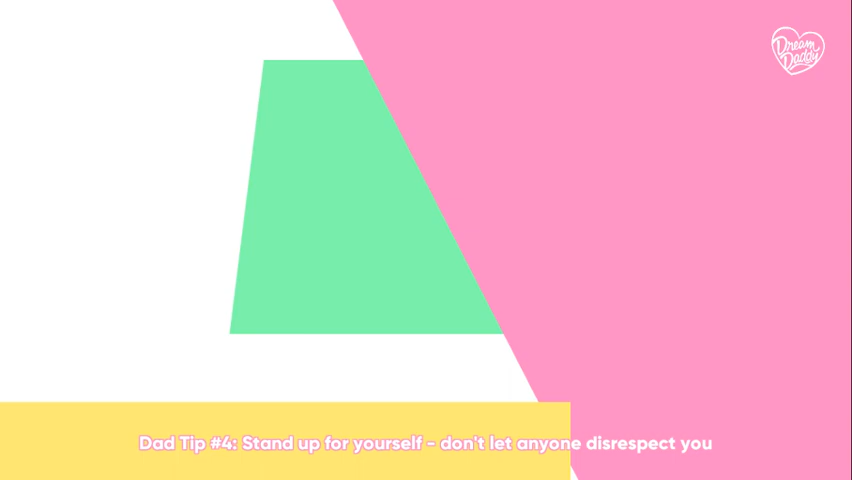 Dream
Daddy
Dad Tip #4: Stand up for yourself - don't let anyone disrespect you